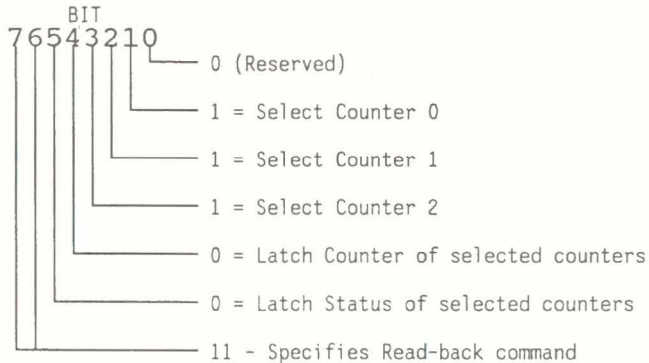 BIT
76543210
0 (Reserved)
1 = Select Counter 0
1 = Select Counter 1
1 = Select Counter 2
0 = Latch Counter of selected counters
0 = Latch Status of selected counters
11 - Specifies Read-back command